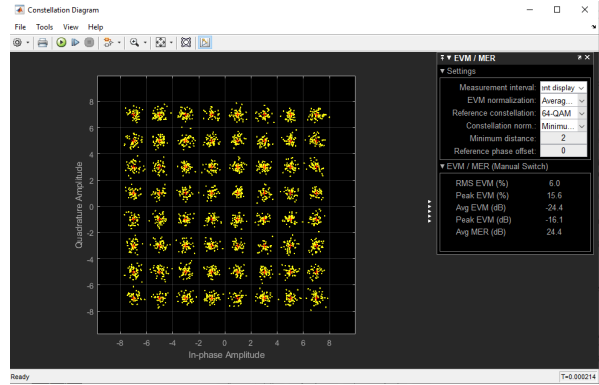 Constellation Diagram
File Tools View Help
EVM / MER
Settings
Measurement interval: ent display
EVM normalization: Averag...
Reference constellation: 64-QAM
Constellation norm.: Minimu...
Minimum distance: 2
Reference phase offset: 0
EVM / MER (Manual Switch)
RMS EVM (%) 6.0
Peak EVM (%) 15.6
Avg EVM (dB) -24.4
Peak EVM (dB) -16.1
Avg MER (dB) 24.4
Quadrature Amplitude
8
6
4
2
0
-2
-4
-6
-8
-8 -6 -4 -2 0 2 4 6 8
In-phase Amplitude
Ready
T=0.000214